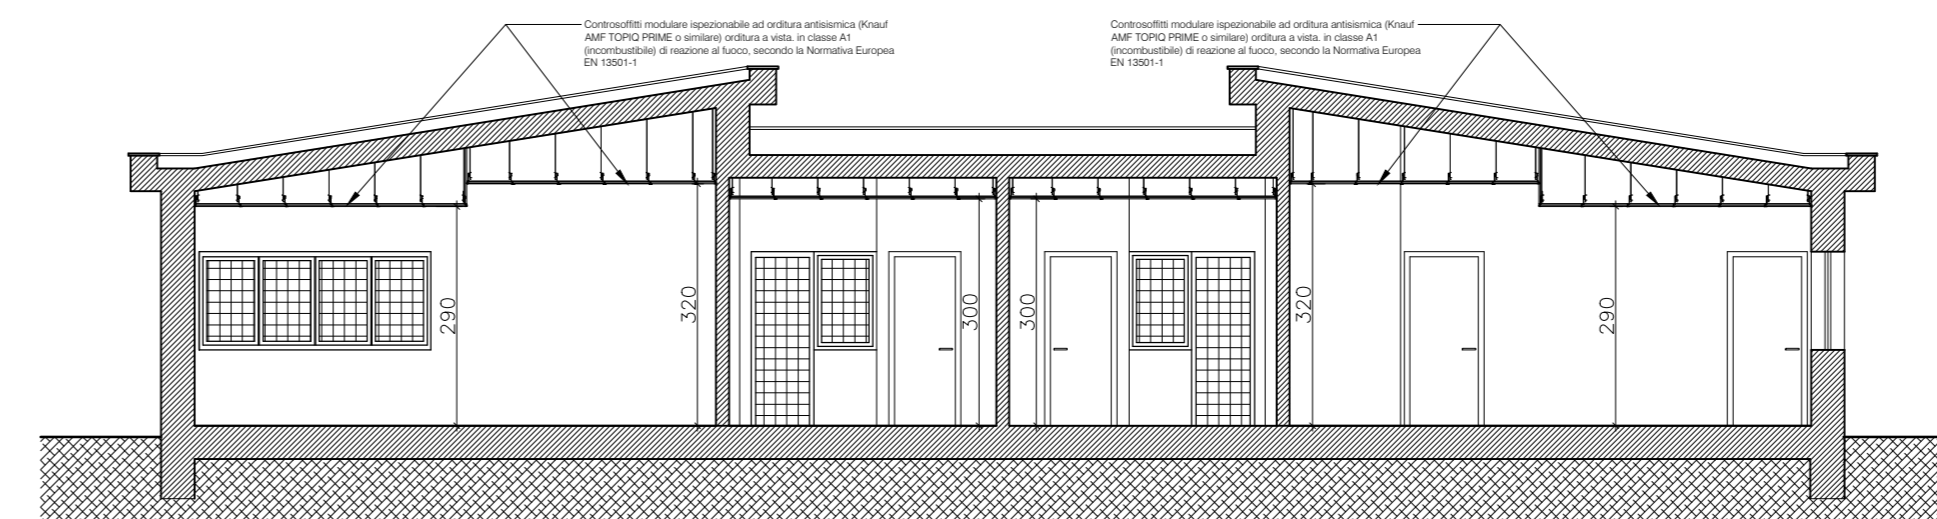 Controsoffitti modulare ispezionabile ad orditura antisismica (Knauf
AMF TOPIQ PRIME o similare) orditura a vista. in classe A1
(incombustibile) di reazione al fuoco, secondo la Normativa Europea
EN 13501-1
Controsoffitti modulare ispezionabile ad orditura antisismica (Knauf
AMF TOPIQ PRIME o similare) orditura a vista. in classe A1
(incombustibile) di reazione al fuoco, secondo la Normativa Europea
EN 13501-1
290
320
300
300
320
290